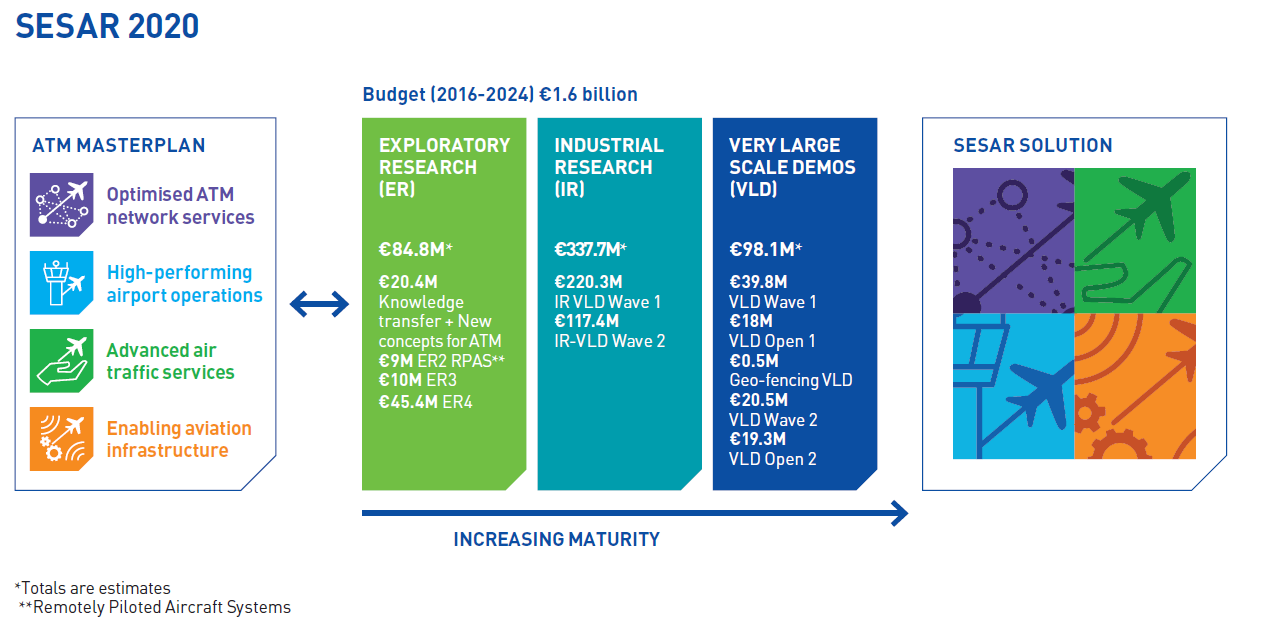 SESAR 2020
Budget (2016-2024) €1.6 billion
ATM MASTERPLAN
Optimised ATM
network services
High-performing
airport operations
Advanced air
traffic services
Enabling aviation
infrastructure
EXPLORATORY
RESEARCH
(ER)
€84.8M*
€20.4M
Knowledge
transfer + New
concepts for ATM
€9M ER2 RPAS**
€10M ER3
€45.4M ER4
INDUSTRIAL
RESEARCH
(IR)
€337.7M*
€220.3M
IR VLD Wave 1
€117.4M
IR-VLD Wave 2
VERY LARGE
SCALE DEMOS
(VLD)
€98.1M*
€39.8M
VLD Wave 1
€18M
VLD Open 1
€0.5M
Geo-fencing VLD
€20.5M
VLD Wave 2
€19.3M
VLD Open 2
SESAR SOLUTION
INCREASING MATURITY
*Totals are estimates
**Remotely Piloted Aircraft Systems